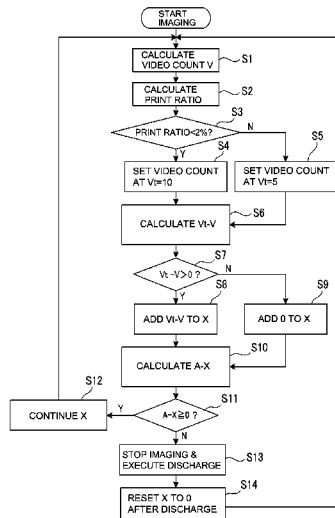 START
IMAGING
CALCULATE
VIDEO COUNT V
S1
CALCULATE
PRINT RATIO
S2
PRINT RATIO<2%?
S3
N
Y
S4
S5
SET VIDEO COUNT
AT Vt=10
SET VIDEO COUNT
AT Vt=5
CALCULATE Vt-V
S6
Vt -V>0 ?
S7
N
Y
S8
S9
ADD Vt-V TO X
ADD 0 TO X
CALCULATE A-X
S10
S12
CONTINUE X
A-X≧0 ?
S11
Y
N
STOP IMAGING &
EXECUTE DISCHARGE
S13
RESET X TO 0
AFTER DISCHARGE
S14